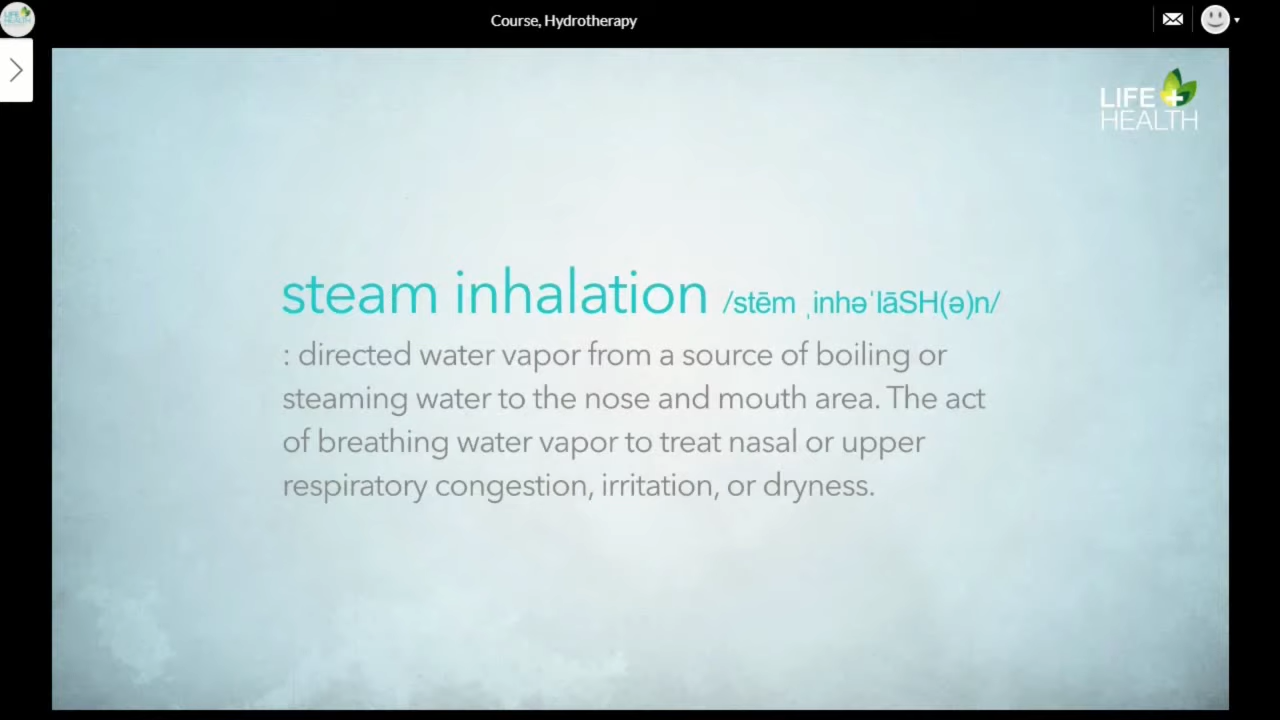 LIFE
HEALTH
Course, Hydrotherapy
LIFE +
HEALTH
steam inhalation /stēm ˌinhəˈlāSH(ə)n/
: directed water vapor from a source of boiling or
steaming water to the nose and mouth area. The act
of breathing water vapor to treat nasal or upper
respiratory congestion, irritation, or dryness.